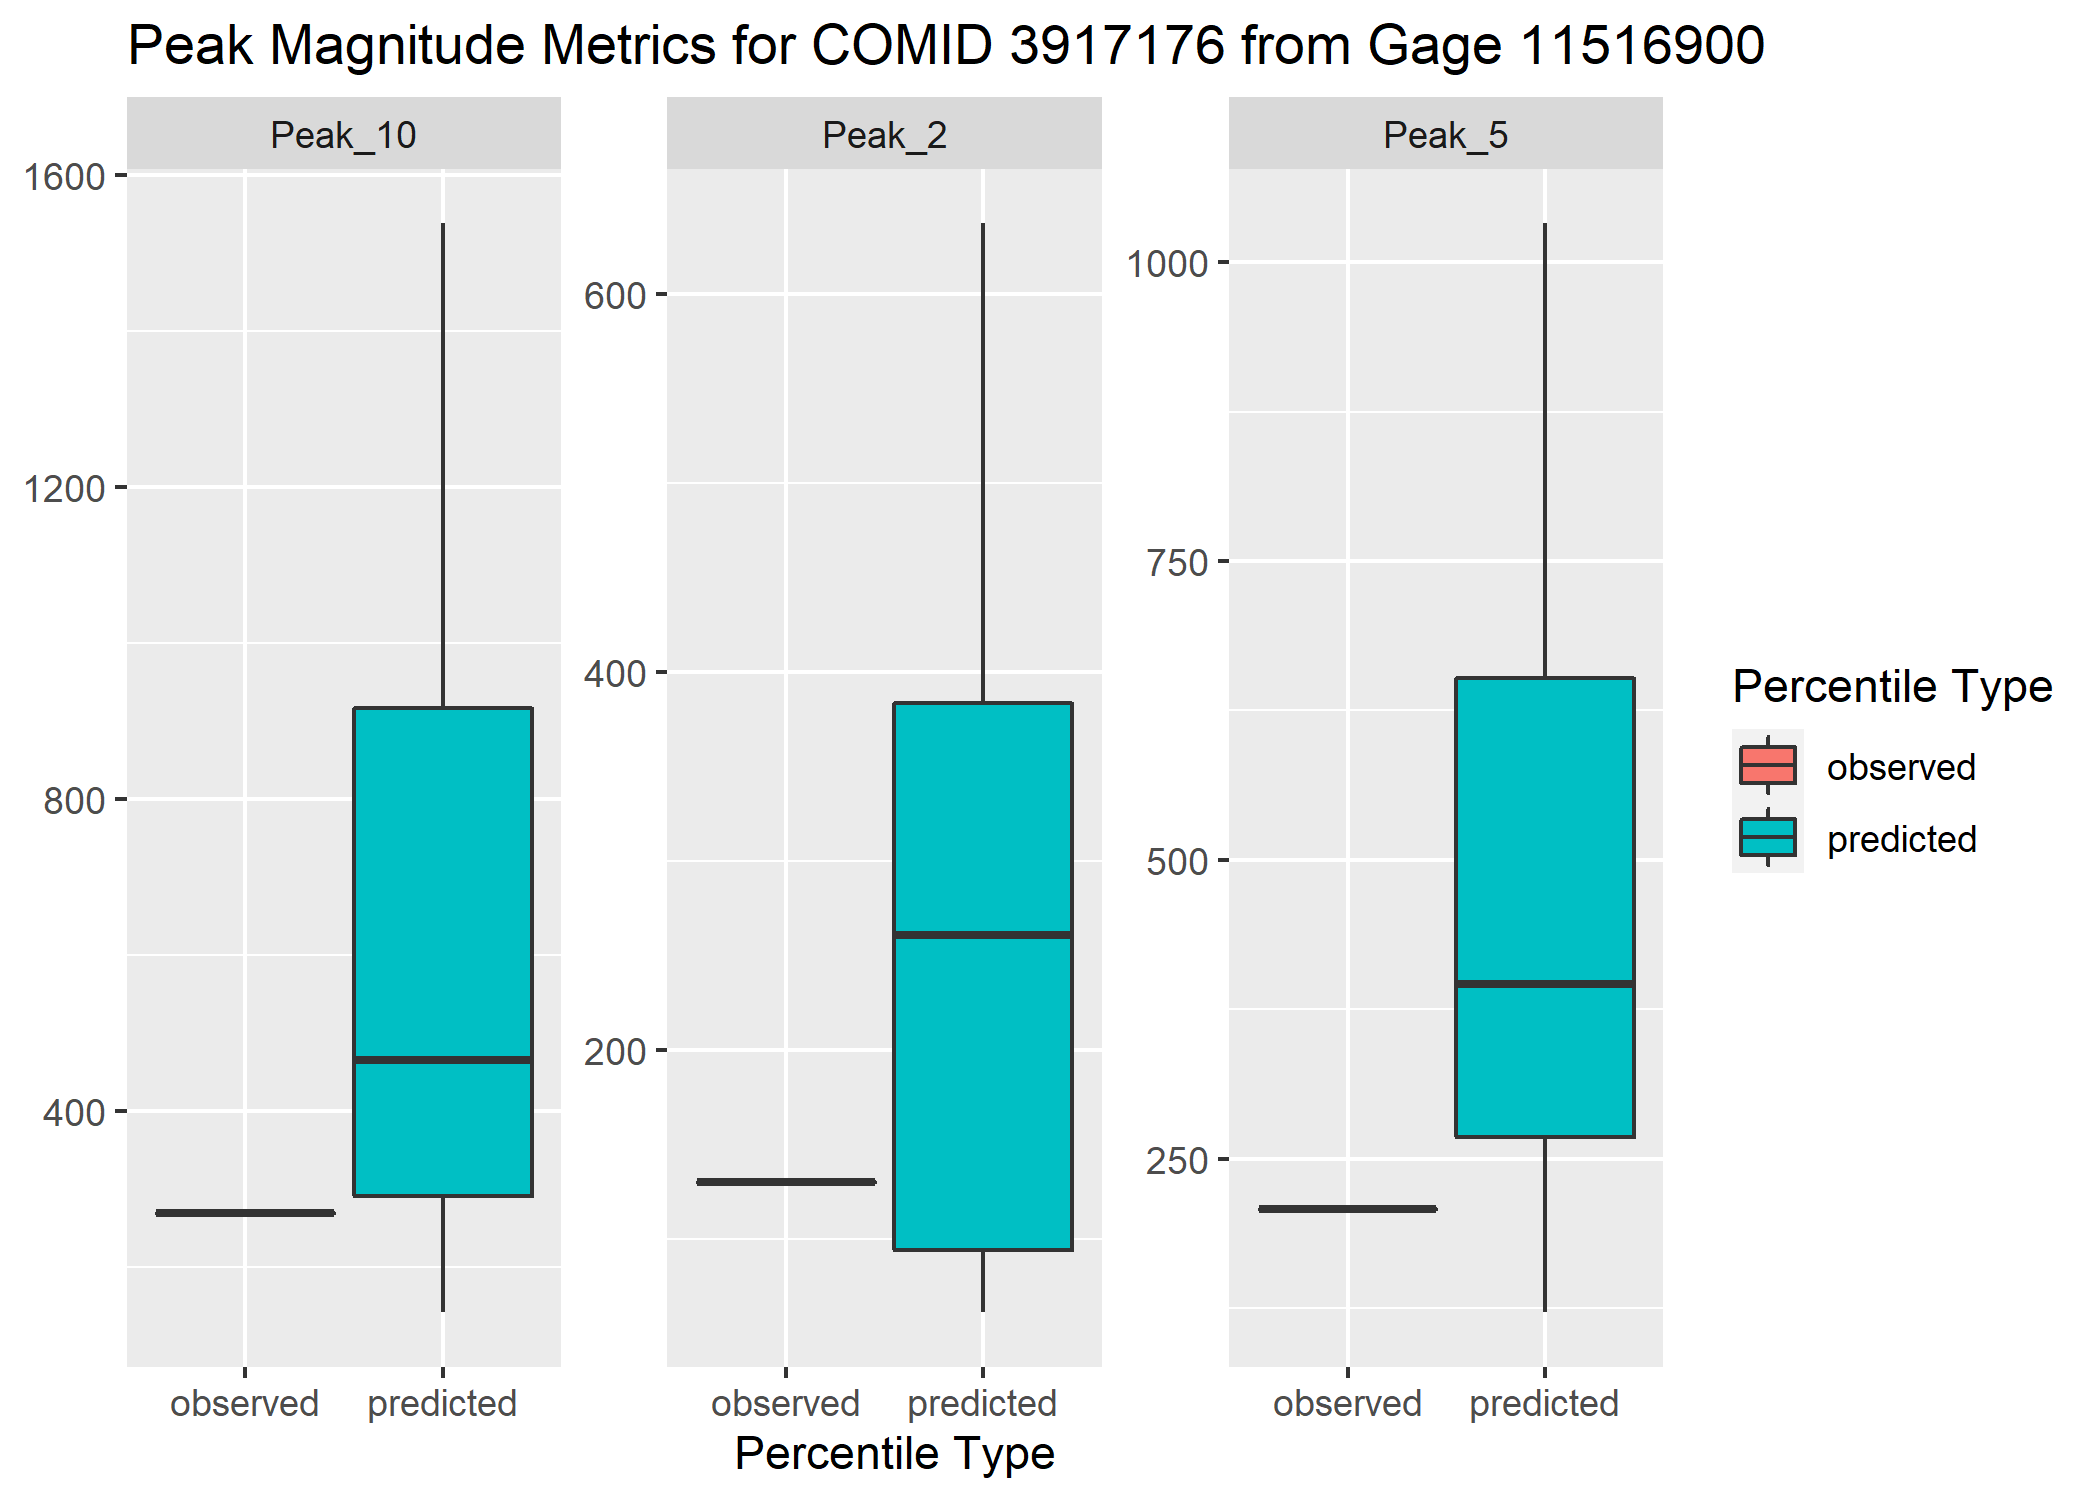 Peak Magnitude Metrics for COMID 3917176 from Gage 11516900
Peak_10
Peak_2
Peak_5
1600
1200
800
400
600
400
200
1000
750
500
250
observed predicted
observed predicted
observed predicted
Percentile Type
Percentile Type
observed
predicted